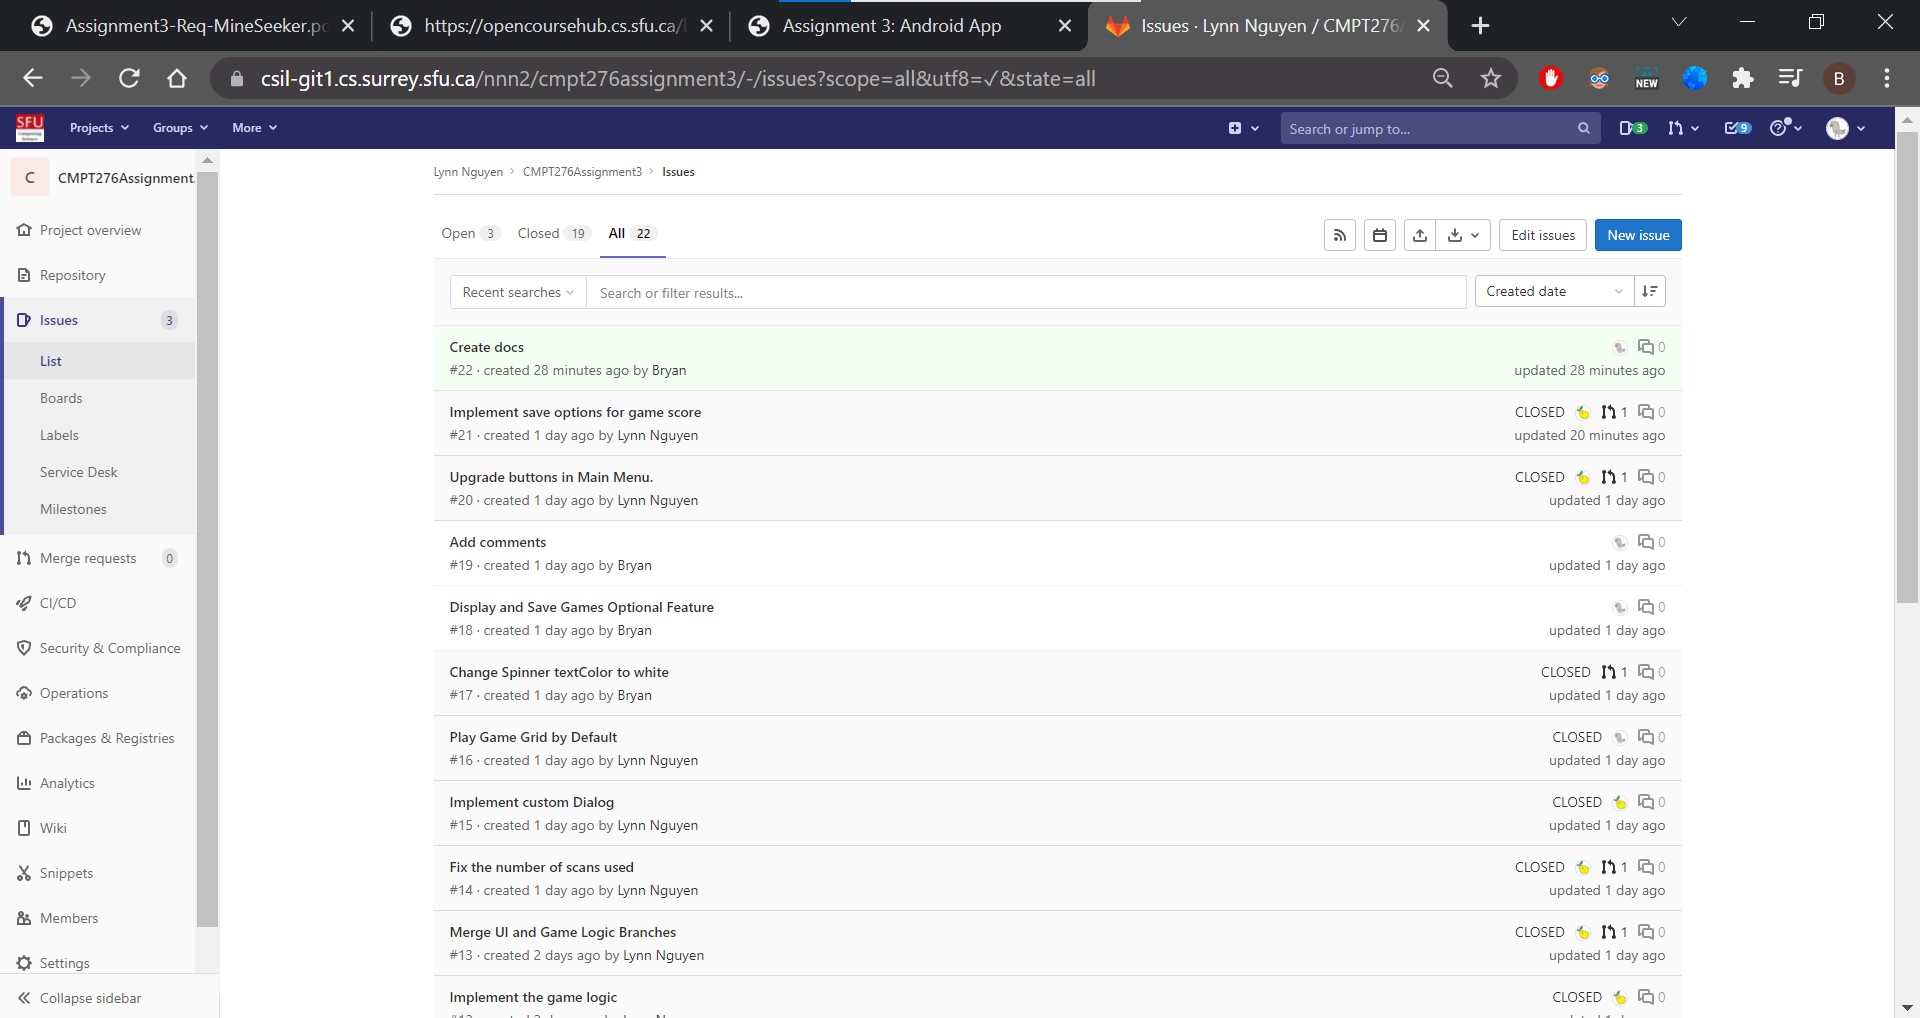 Assignment3-Req-MineSeeker.pd
https://opencoursehub.cs.sfu.ca/
Assignment 3: Android App
Issues · Lynn Nguyen / CMPT276
csil-git1.cs.surrey.sfu.ca/nnn2/cmpt276assignment3/-/issues?scope=all&utf8=✓&state=all
NEW
B
SFU
Computing
Science
Projects
Groups
More
Search or jump to...
3
9
C
CMPT276Assignment
Project overview
Repository
Issues 3
List
Boards
Labels
Service Desk
Milestones
Merge requests 0
CI/CD
Security & Compliance
Operations
Packages & Registries
Analytics
Wiki
Snippets
Members
Settings
Collapse sidebar
Lynn Nguyen › CMPT276Assignment3 › Issues
Open 3 Closed 19 All 22
Edit issues
New issue
Recent searches
Search or filter results...
Created date
Create docs
0
#22 · created 28 minutes ago by Bryan
updated 28 minutes ago
Implement save options for game score
CLOSED 1 0
#21 · created 1 day ago by Lynn Nguyen
updated 20 minutes ago
Upgrade buttons in Main Menu.
CLOSED 1 0
#20 · created 1 day ago by Lynn Nguyen
updated 1 day ago
Add comments
0
#19 · created 1 day ago by Bryan
updated 1 day ago
Display and Save Games Optional Feature
0
#18 · created 1 day ago by Bryan
updated 1 day ago
Change Spinner textColor to white
CLOSED 1 0
#17 · created 1 day ago by Bryan
updated 1 day ago
Play Game Grid by Default
CLOSED 0
#16 · created 1 day ago by Lynn Nguyen
updated 1 day ago
Implement custom Dialog
CLOSED 0
#15 · created 1 day ago by Lynn Nguyen
updated 1 day ago
Fix the number of scans used
CLOSED 1 0
#14 · created 1 day ago by Lynn Nguyen
updated 1 day ago
Merge UI and Game Logic Branches
CLOSED 1 0
#13 · created 2 days ago by Lynn Nguyen
updated 1 day ago
Implement the game logic
CLOSED 0